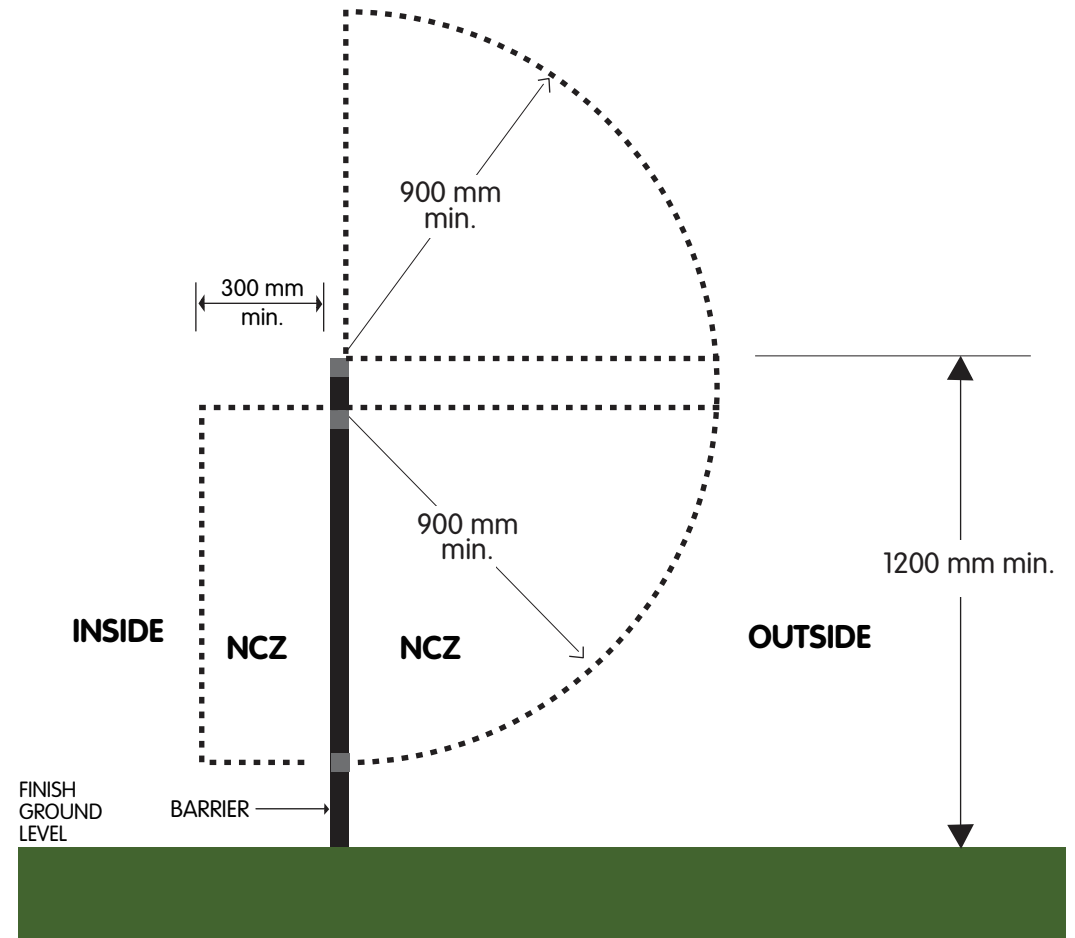 900 mm
min.
300 mm
min.
900 mm
min.
1200 mm min.
INSIDE
NCZ
NCZ
OUTSIDE
FINISH
GROUND
LEVEL
BARRIER